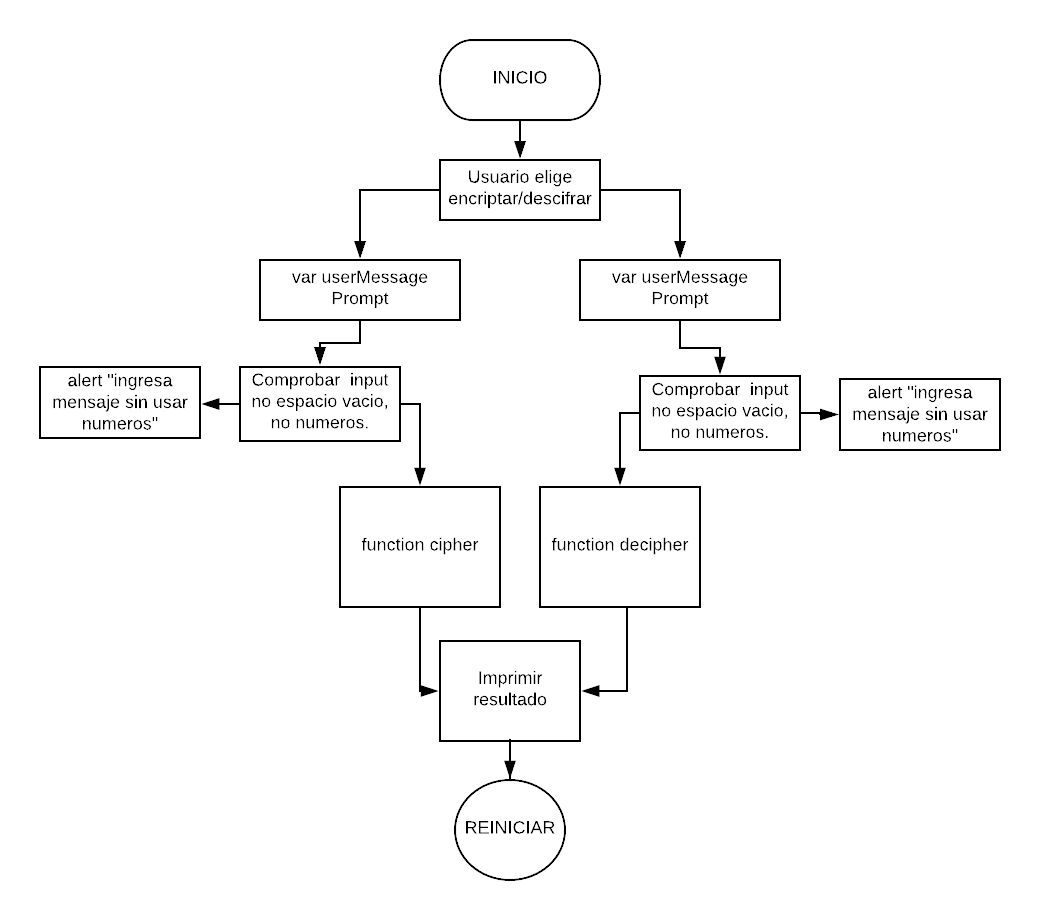 INICIO
Usuario elige
encriptar/descifrar
var userMessage
Prompt
var userMessage
Prompt
alert "ingresa
mensaje sin usar
numeros"
Comprobar  input
no espacio vacio,
no numeros.
Comprobar  input
no espacio vacio,
no numeros.
alert "ingresa
mensaje sin usar
numeros"
function cipher
function decipher
Imprimir
resultado
REINICIAR